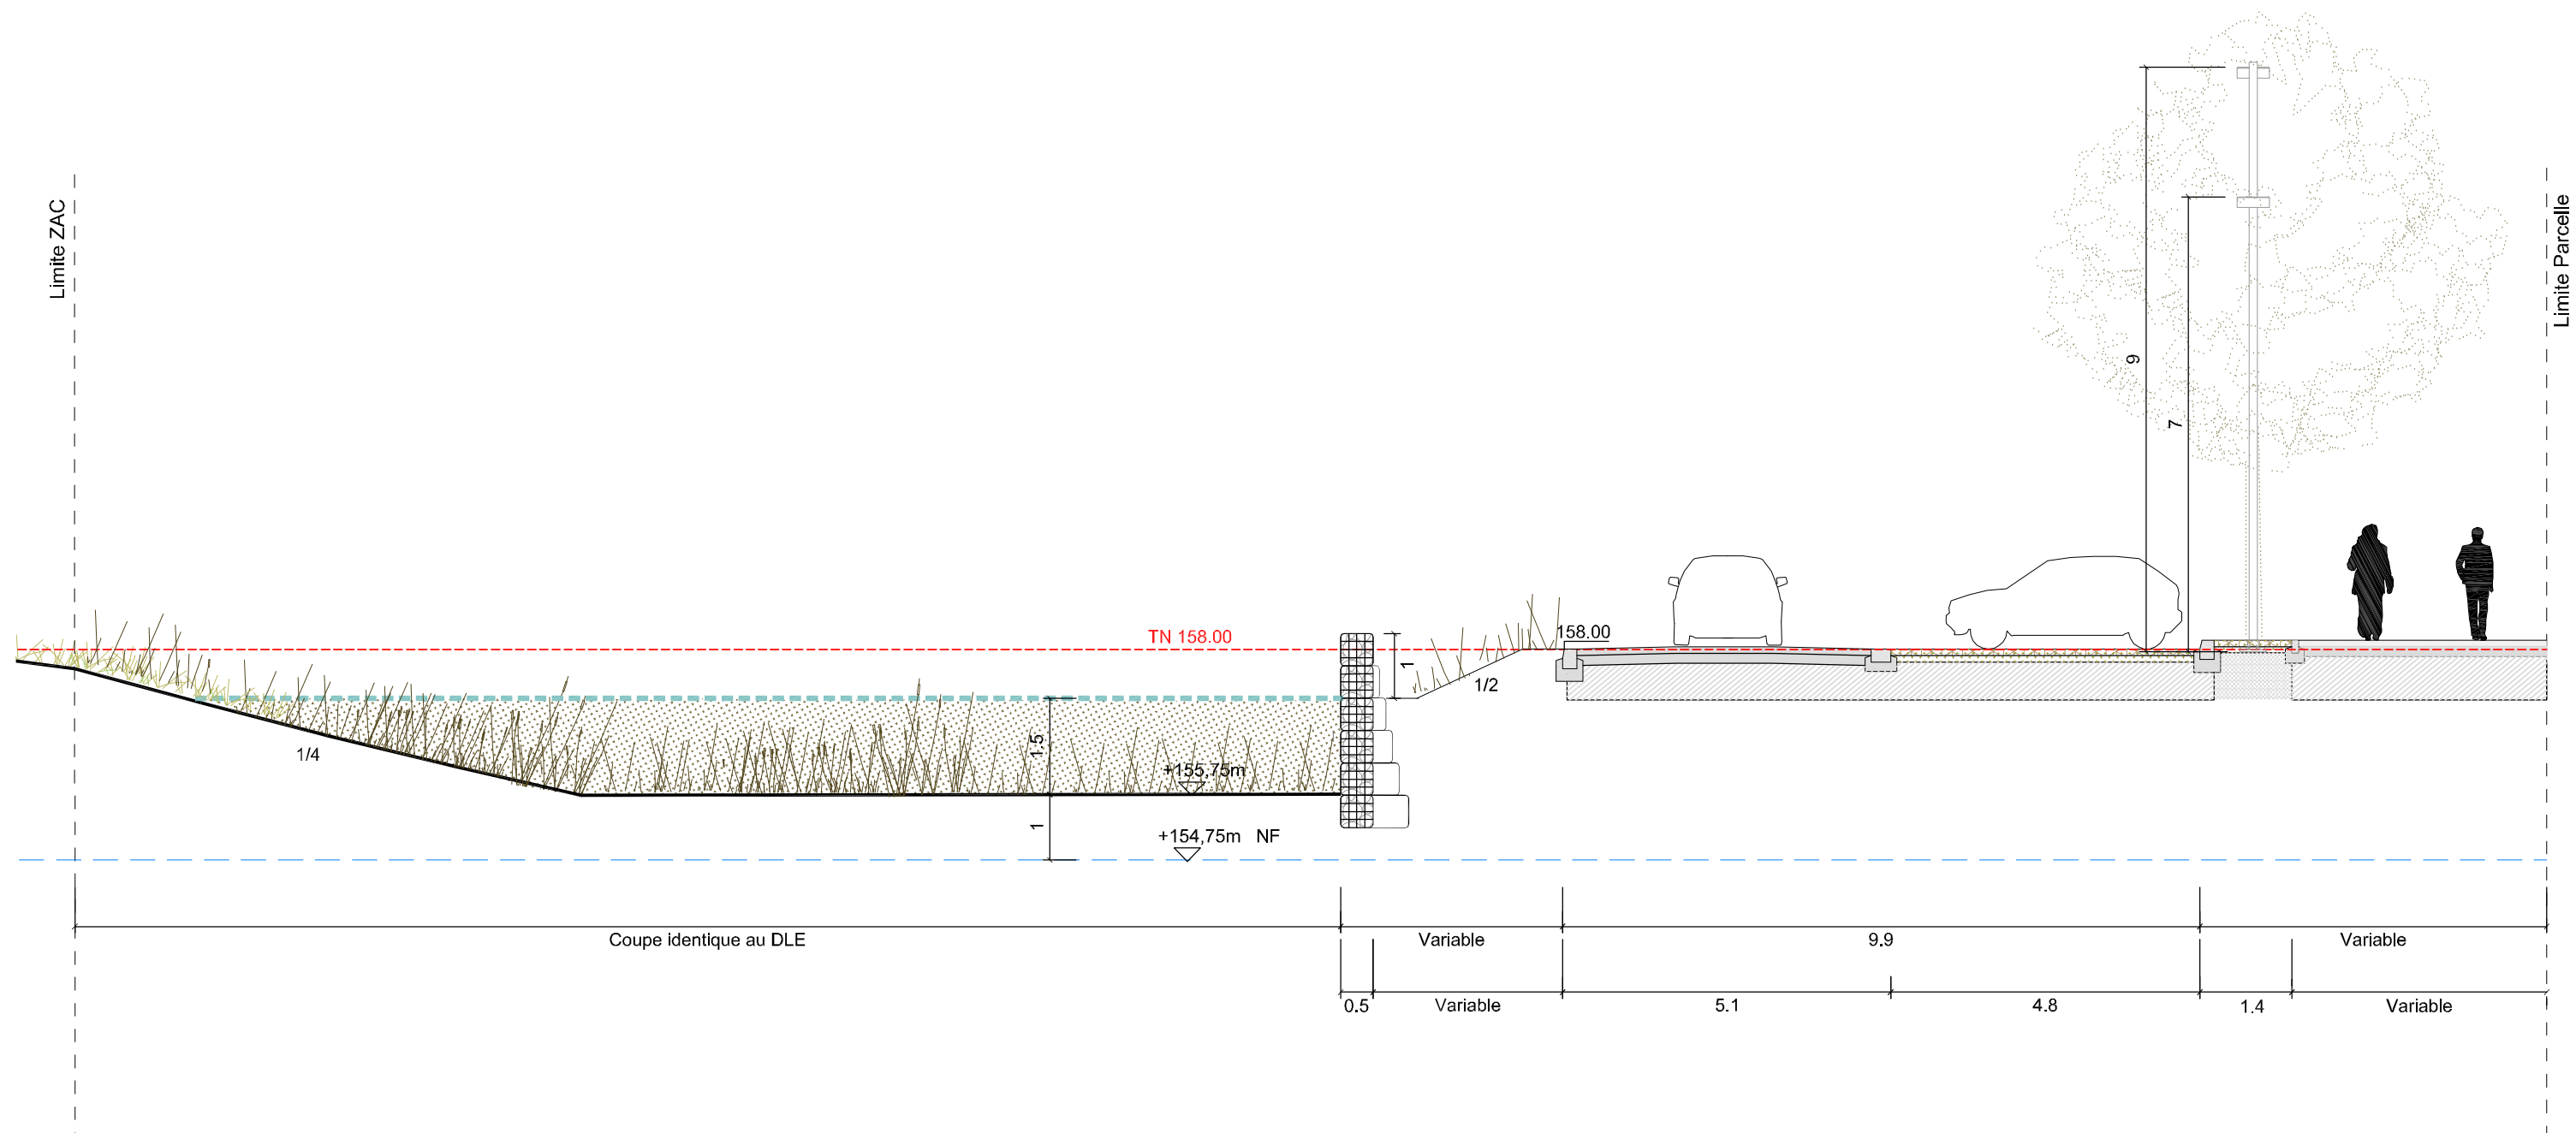 Limite ZAC
Limite Parcelle
9
7
TN 158.00
158.00
1
1/2
1/4
1.5
+155,75m
1
+154,75m NF
Coupe identique au DLE
Variable
9.9
Variable
0.5
Variable
5.1
4.8
1.4
Variable